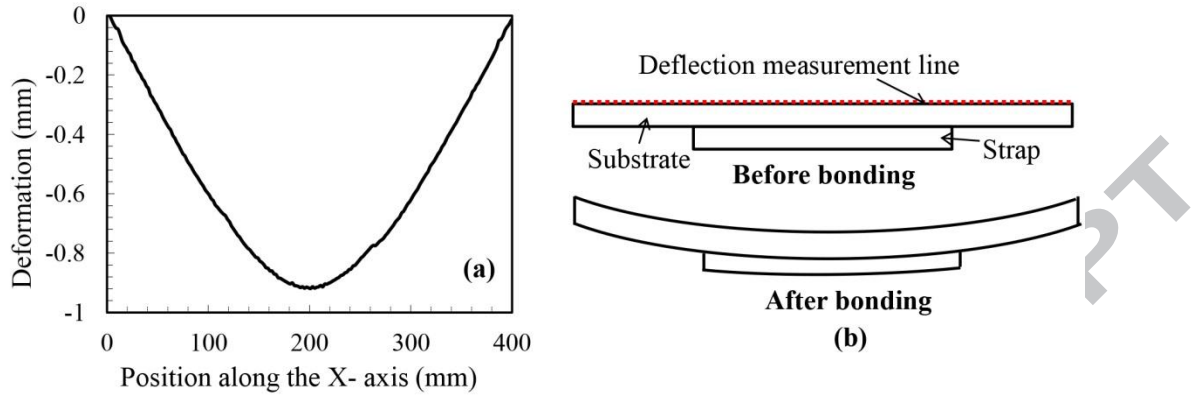 0
-0.2
-0.4
-0.6
-0.8
-1
Deformation (mm)
(a)
0 100 200 300 400
Position along the X- axis (mm)
Deflection measurement line
Substrate
Strap
Before bonding
After bonding
(b)
PT